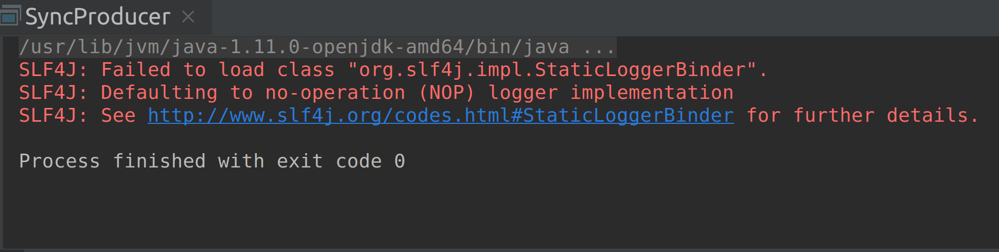 SyncProducer
/usr/lib/jvm/java-1.11.0-openjdk-amd64/bin/java ...
SLF4J: Failed to load class "org.slf4j.impl.StaticLoggerBinder".
SLF4J: Defaulting to no-operation (NOP) logger implementation
SLF4J: See http://www.slf4j.org/codes.html#StaticLoggerBinder for further details.
Process finished with exit code 0